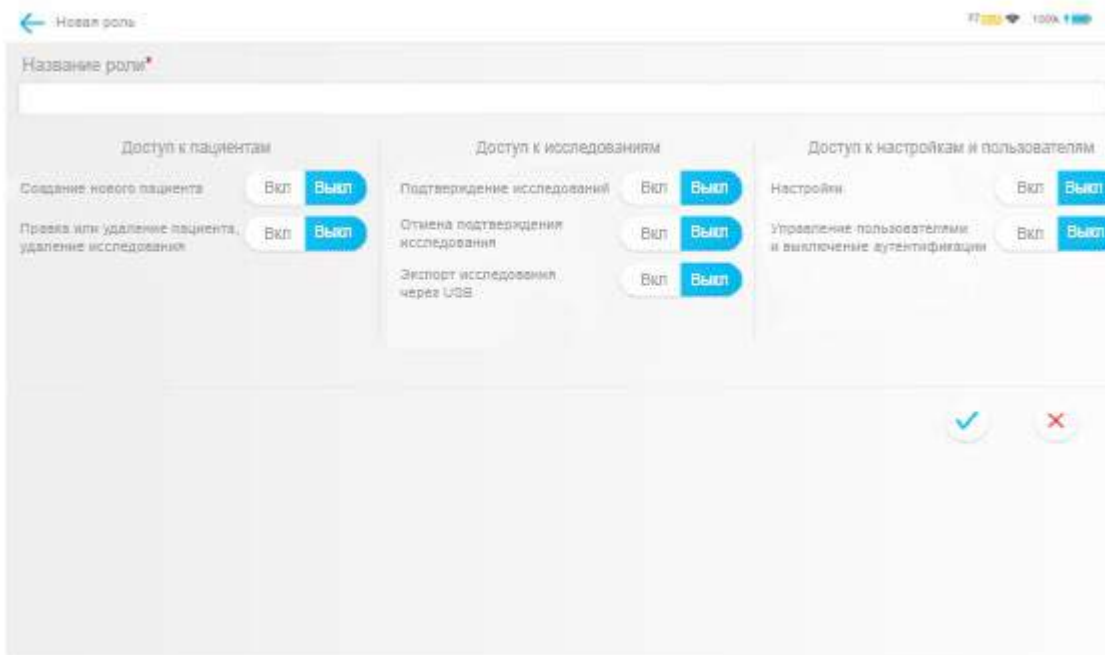 Новая роль
100%
Название роли*
Доступ к пациентам
Доступ к исследованиям
Доступ к настройкам и пользователям
Создание нового пациента Вкл Выкл
Подтверждение исследований Вкл Выкл
Настройки Вкл Выкл
Правка или удаление пациента,
удаление исследования Вкл Выкл
Отмена подтверждения
исследования Вкл Выкл
Управление пользователями
и выключение аутентификации Вкл Выкл
Экспорт исследования
через USB Вкл Выкл